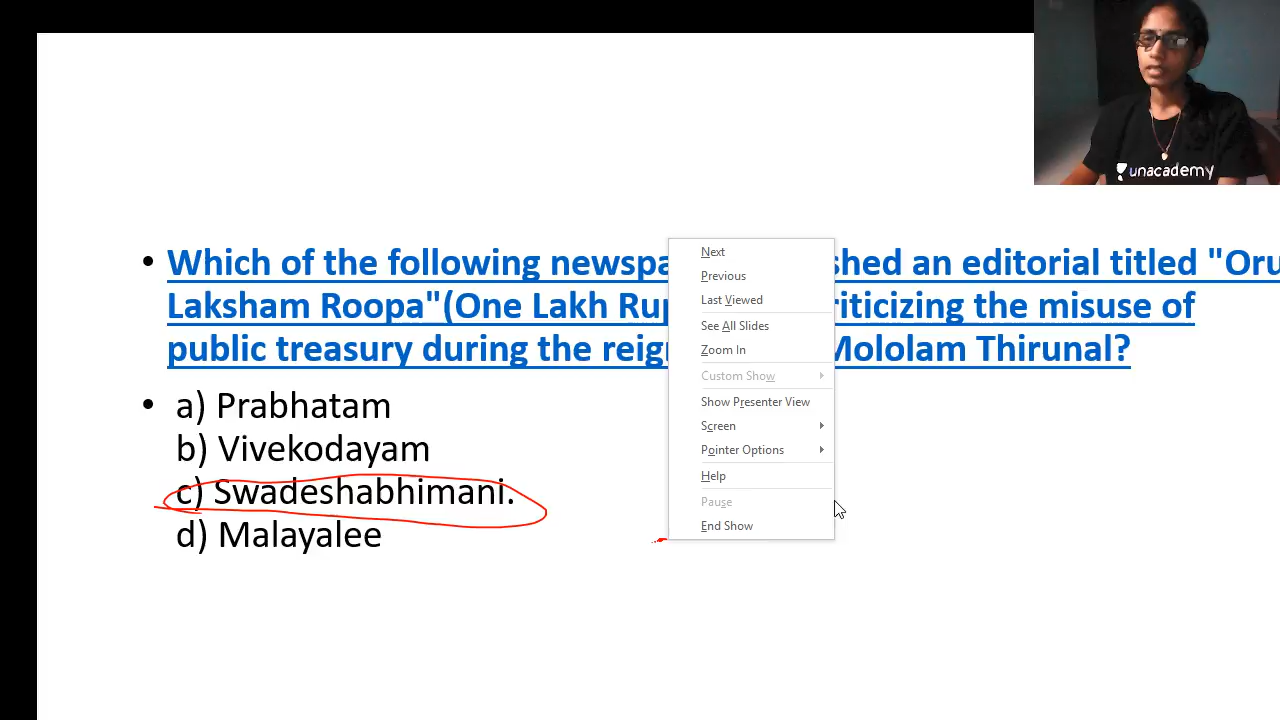 unacademy
• Which of the following newspa shed an editorial titled "Oru
Laksham Roopa"(One Lakh Rup riticizing the misuse of
public treasury during the reig Mololam Thirunal?
• a) Prabhatam
b) Vivekodayam
c) Swadeshabhimani.
d) Malayalee
Next
Previous
Last Viewed
See All Slides
Zoom In
Custom Show
Show Presenter View
Screen
Pointer Options
Help
Pause
End Show